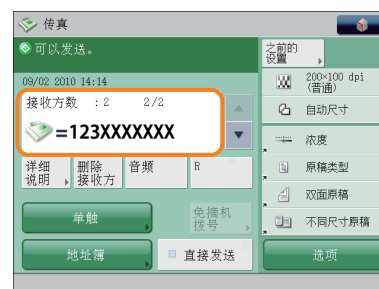 传真
可以发送。
09/02 2010 14:14
接收方数 : 2 2/2
=123XXXXXXX
详细
说明
删除
接收方
音频
R
单触
免摘机
拨号
地址簿
直接发送
之前的
设置
200×100 dpi
(普通)
自动尺寸
浓度
原稿类型
双面原稿
不同尺寸原稿
选项